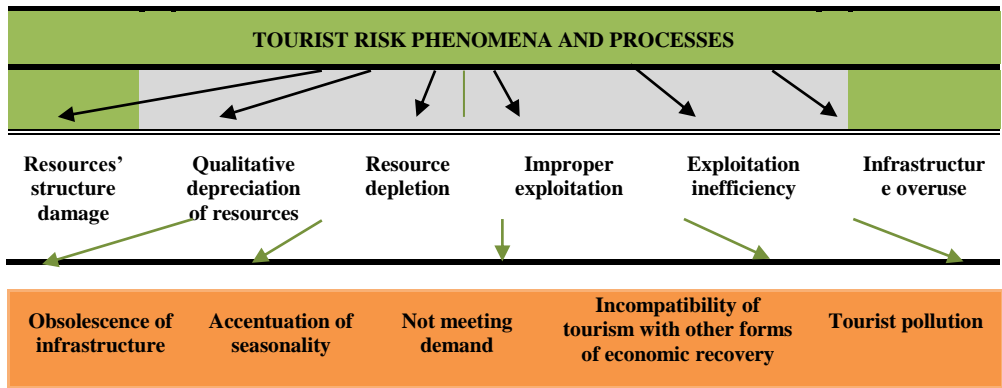 TOURIST RISK PHENOMENA AND PROCESSES
Resources’
structure
damage
Qualitative
depreciation
of resources
Resource
depletion
Improper
exploitation
Exploitation
inefficiency
Infrastructur
e overuse
Obsolescence of
infrastructure
Accentuation of
seasonality
Not meeting
demand
Incompatibility of
tourism with other forms
of economic recovery
Tourist pollution